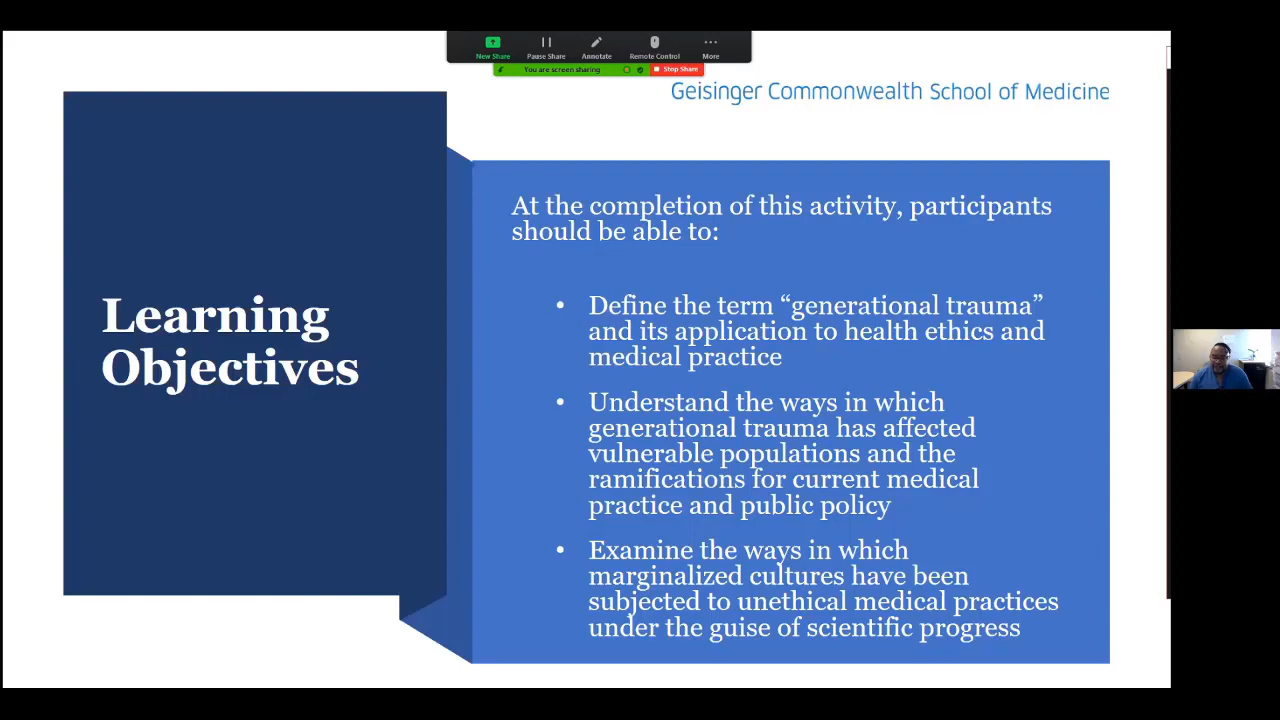 New Share Pause Share Annotate Remote Control More
You are screen sharing Stop Share
Geisinger Commonwealth School of Medicine
Learning
Objectives
At the completion of this activity, participants
should be able to:
• Define the term “generational trauma”
and its application to health ethics and
medical practice
• Understand the ways in which
generational trauma has affected
vulnerable populations and the
ramifications for current medical
practice and public policy
• Examine the ways in which
marginalized cultures have been
subjected to unethical medical practices
under the guise of scientific progress